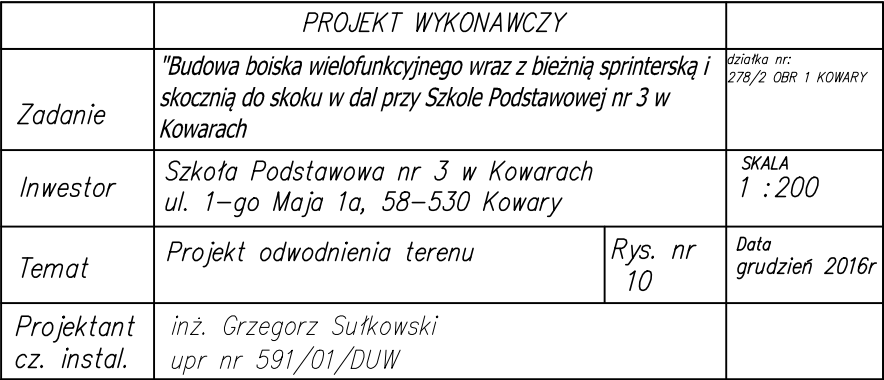 PROJEKT WYKONAWCZY
Zadanie
"Budowa boiska wielofunkcyjnego wraz z bieżnią sprinterską i
skocznią do skoku w dal przy Szkole Podstawowej nr 3 w
Kowarach
działka nr:
278/2 OBR 1 KOWARY
Inwestor
Szkoła Podstawowa nr 3 w Kowarach
ul. 1-go Maja 1a, 58-530 Kowary
SKALA
1 :200
Temat
Projekt odwodnienia terenu
Rys. nr
10
Data
grudzień 2016r
Projektant
cz. instal.
inż. Grzegorz Sułkowski
upr nr 591/01/DUW